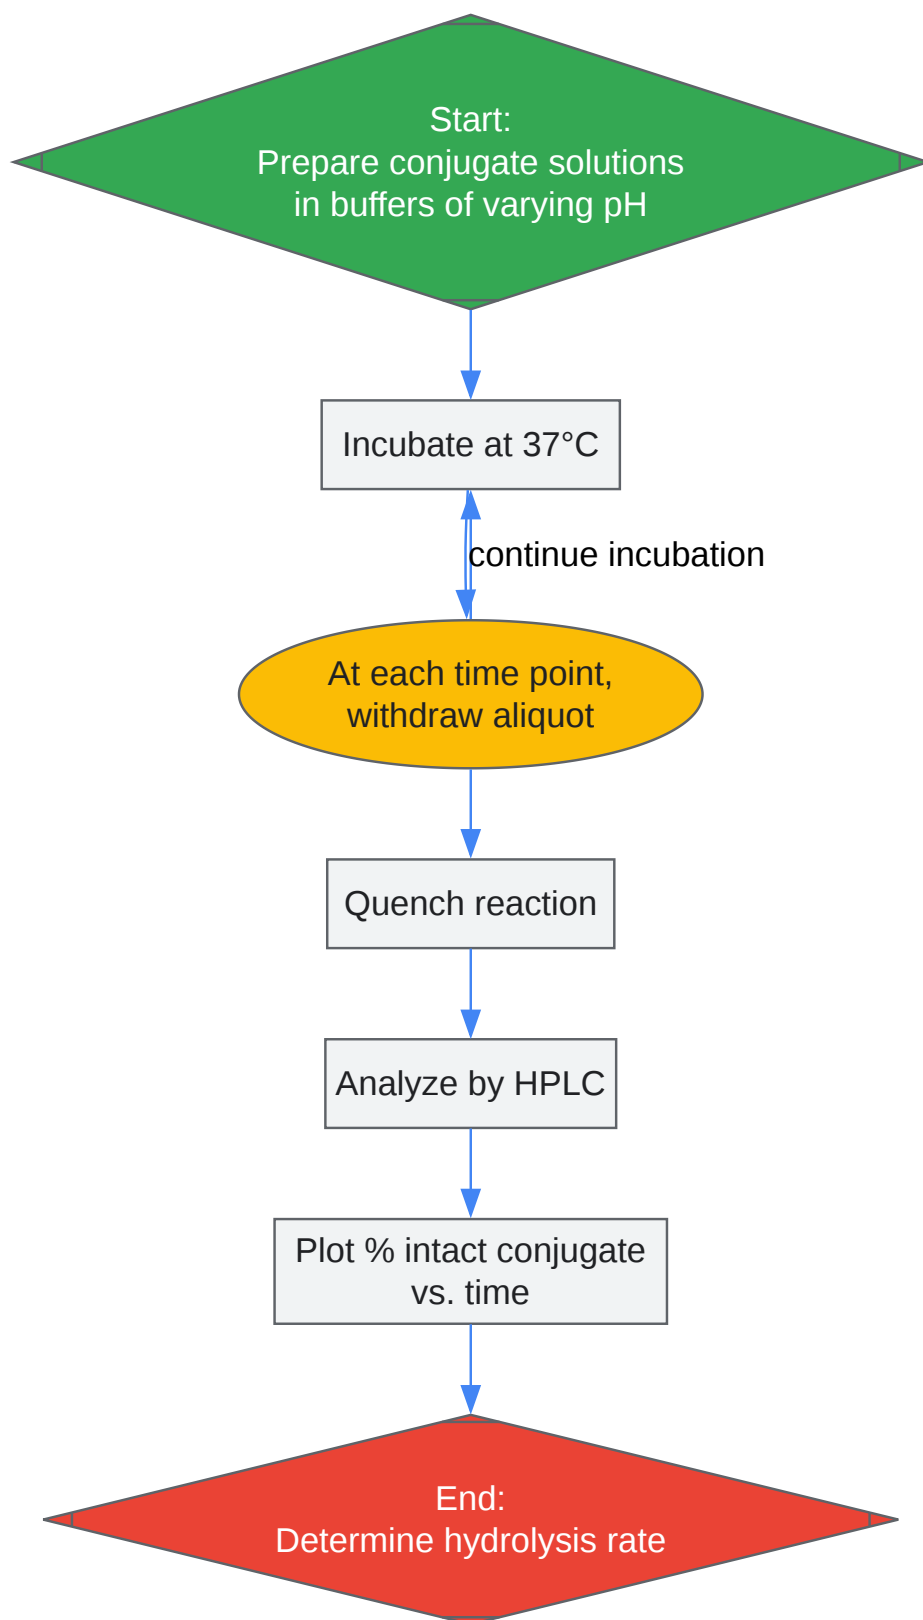 Start:
Prepare conjugate solutions
in buffers of varying pH
Incubate at 37°C
continue incubation
At each time point,
withdraw aliquot
Quench reaction
Analyze by HPLC
Plot % intact conjugate
vs. time
End:
Determine hydrolysis rate